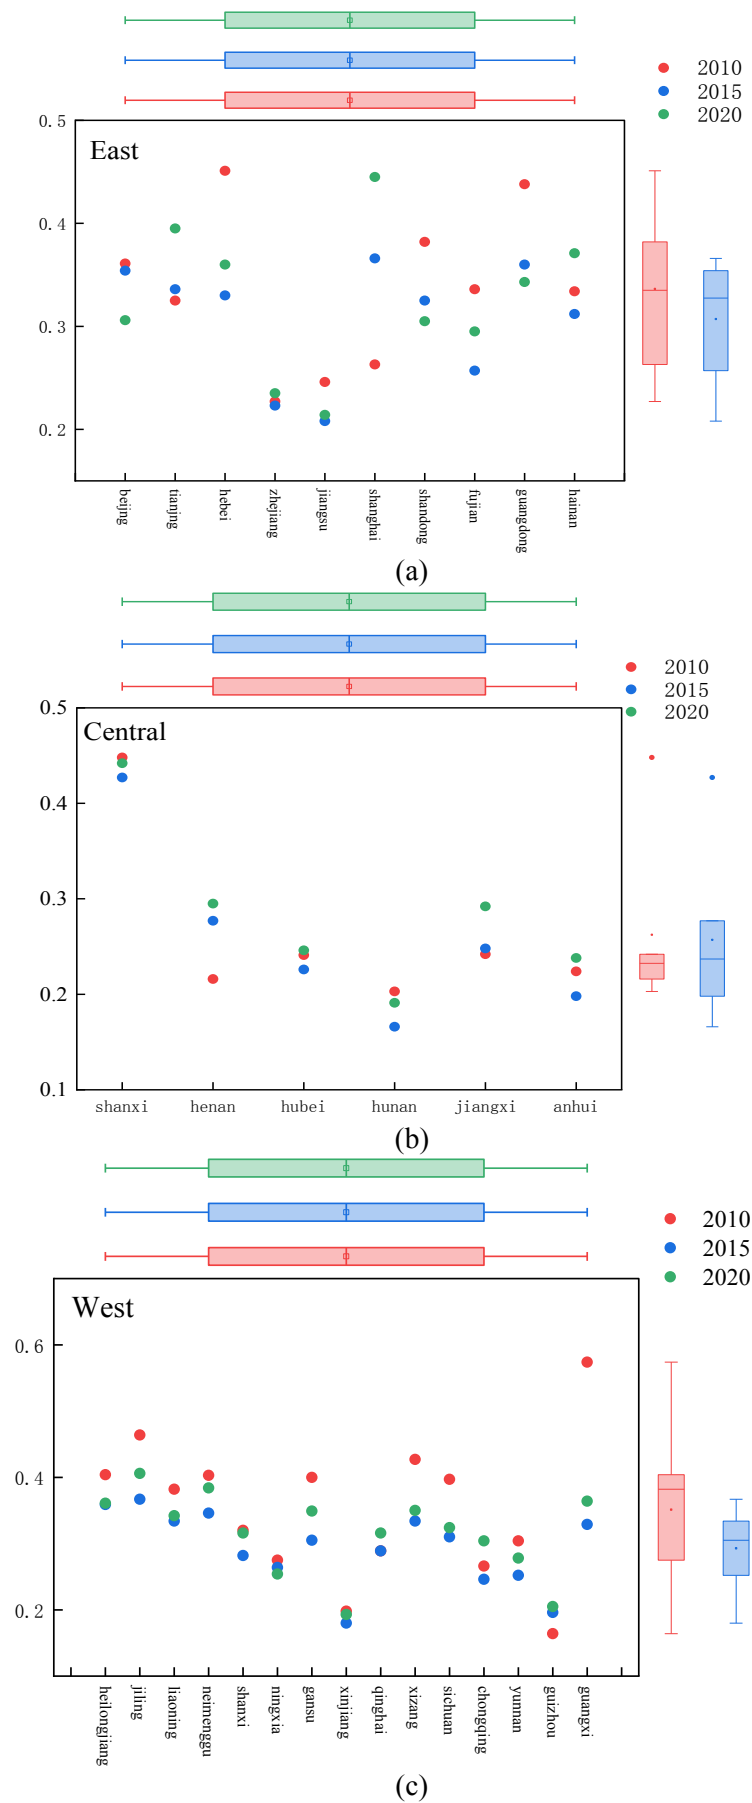 2010
2015
2020
0.5
East
0.4
0.3
0.2
beijng
tianjng
hebei
zhejiang
jiangsu
shanghai
shandong
fujian
guangdong
hainan
(a)
2010
2015
2020
0.5
Central
0.4
0.3
0.2
0.1
shanxi henan hubei hunan jiangxi anhui
(b)
2010
2015
2020
West
0.6
0.4
0.2
heilongjiang
jiling
liaoning
neimenggu
shanxi
ningxia
gansu
xinjiang
qinghai
xizang
sichuan
chongqing
yunman
guizhou
guangxi
(c)